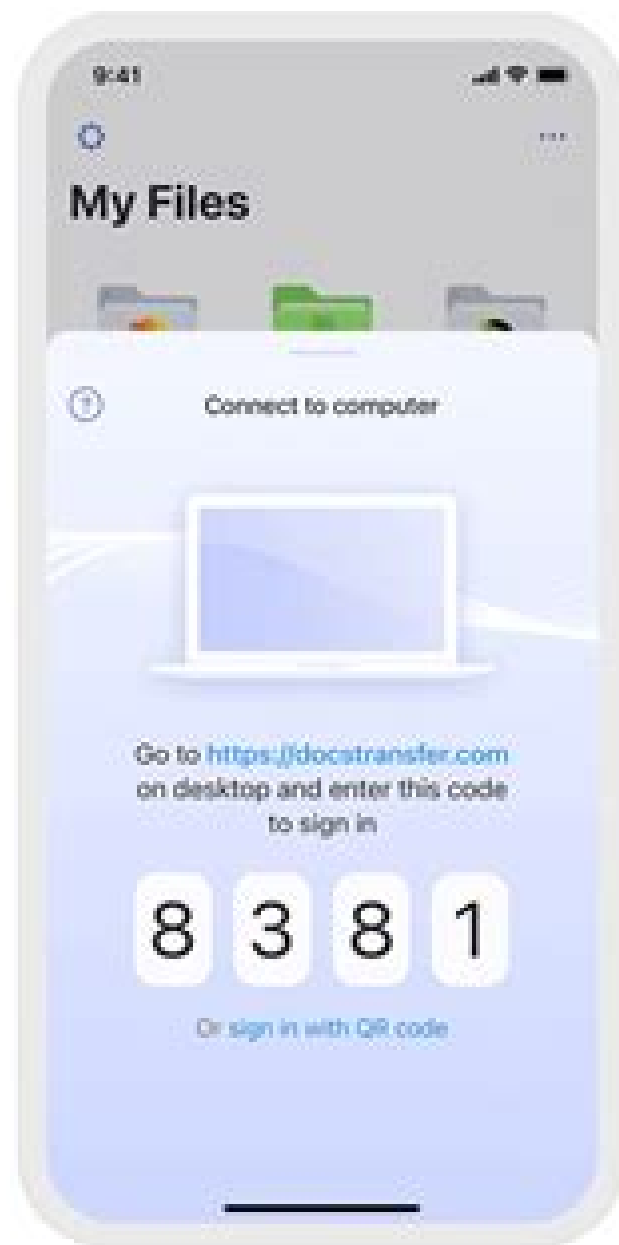 9:41
My Files
?
Connect to computer
Go to https://docstransfer.com
on desktop and enter this code
to sign in
8 3 8 1
Or sign in with QR code